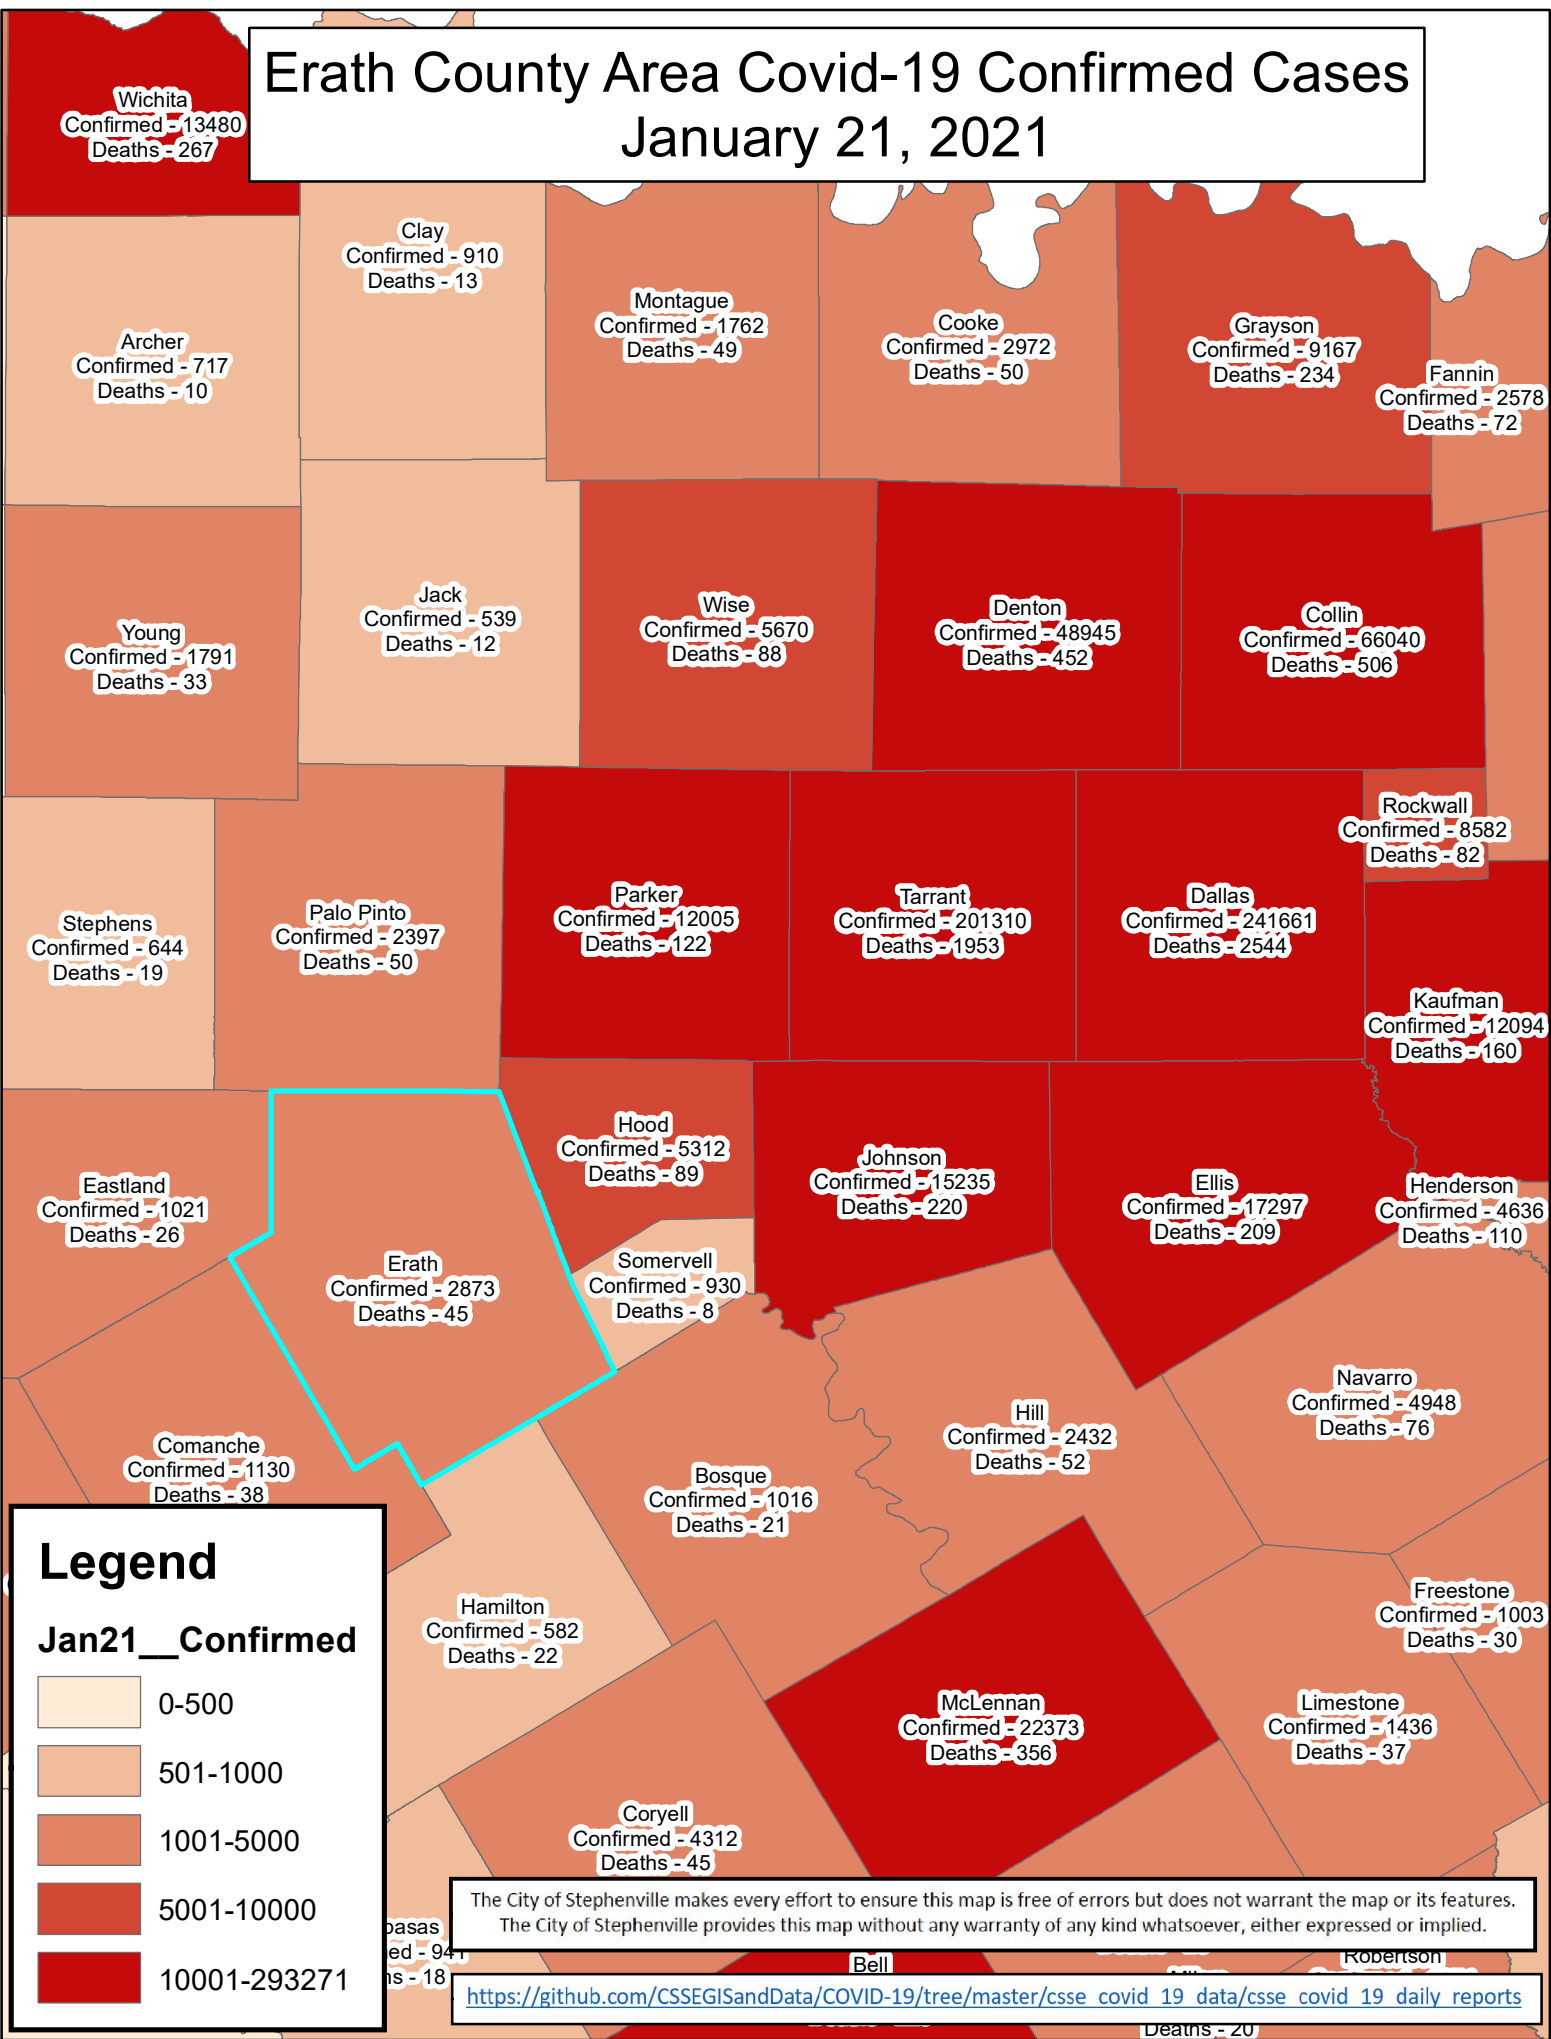 Erath County Area Covid-19 Confirmed Cases
January 21, 2021
Wichita
Confirmed - 13480
Deaths - 267
Clay
Confirmed - 910
Deaths - 13
Montague
Confirmed - 1762
Deaths - 49
Cooke
Confirmed - 2972
Deaths - 50
Grayson
Confirmed - 9167
Deaths - 234
Archer
Confirmed - 717
Deaths - 10
Fannin
Confirmed - 2578
Deaths - 72
Young
Confirmed - 1791
Deaths - 33
Jack
Confirmed - 539
Deaths - 12
Wise
Confirmed - 5670
Deaths - 88
Denton
Confirmed - 48945
Deaths - 452
Collin
Confirmed - 66040
Deaths - 506
Rockwall
Confirmed - 8582
Deaths - 82
Stephens
Confirmed - 644
Deaths - 19
Palo Pinto
Confirmed - 2397
Deaths - 50
Parker
Confirmed - 12005
Deaths - 122
Tarrant
Confirmed - 201310
Deaths - 1953
Dallas
Confirmed - 241661
Deaths - 2544
Kaufman
Confirmed - 12094
Deaths - 160
Eastland
Confirmed - 1021
Deaths - 26
Hood
Confirmed - 5312
Deaths - 89
Johnson
Confirmed - 15235
Deaths - 220
Ellis
Confirmed - 17297
Deaths - 209
Henderson
Confirmed - 4636
Deaths - 110
Erath
Confirmed - 2873
Deaths - 45
Somervell
Confirmed - 930
Deaths - 8
Navarro
Confirmed - 4948
Deaths - 76
Hill
Confirmed - 2432
Deaths - 52
Comanche
Confirmed - 1130
Deaths - 38
Bosque
Confirmed - 1016
Deaths - 21
Hamilton
Confirmed - 582
Deaths - 22
Freestone
Confirmed - 1003
Deaths - 30
McLennan
Confirmed - 22373
Deaths - 356
Limestone
Confirmed - 1436
Deaths - 37
Coryell
Confirmed - 4312
Deaths - 45
Legend
Jan21__Confirmed
0-500
501-1000
1001-5000
5001-10000
10001-293271
pasas
ed - 941
ns - 18
The City of Stephenville makes every effort to ensure this map is free of errors but does not warrant the map or its features.
The City of Stephenville provides this map without any warranty of any kind whatsoever, either expressed or implied.
Bell
Robertson
https://github.com/CSSEGISandData/COVID-19/tree/master/csse_covid_19_data/csse_covid_19_daily_reports
Deaths - 20